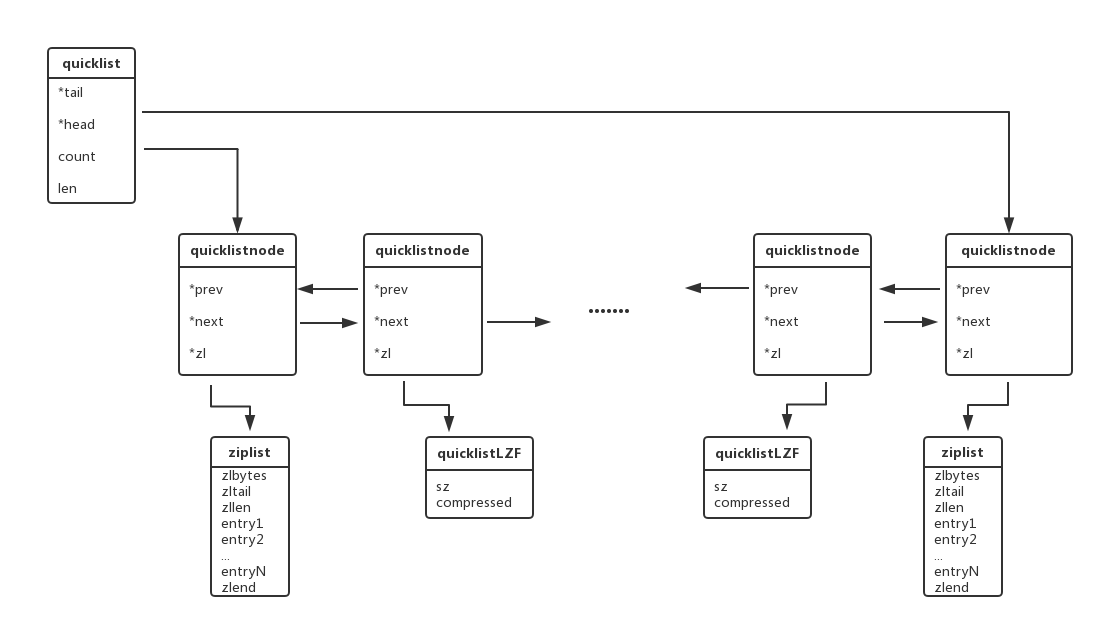 quicklist
*tail
*head
count
len
quicklistnode
*prev
*next
*zl
quicklistnode
*prev
*next
*zl
.......
quicklistnode
*prev
*next
*zl
quicklistnode
*prev
*next
*zl
ziplist
zlbytes
zltail
zllen
entry1
entry2
...
entryN
zlend
quicklistLZF
sz
compressed
quicklistLZF
sz
compressed
ziplist
zlbytes
zltail
zllen
entry1
entry2
...
entryN
zlend